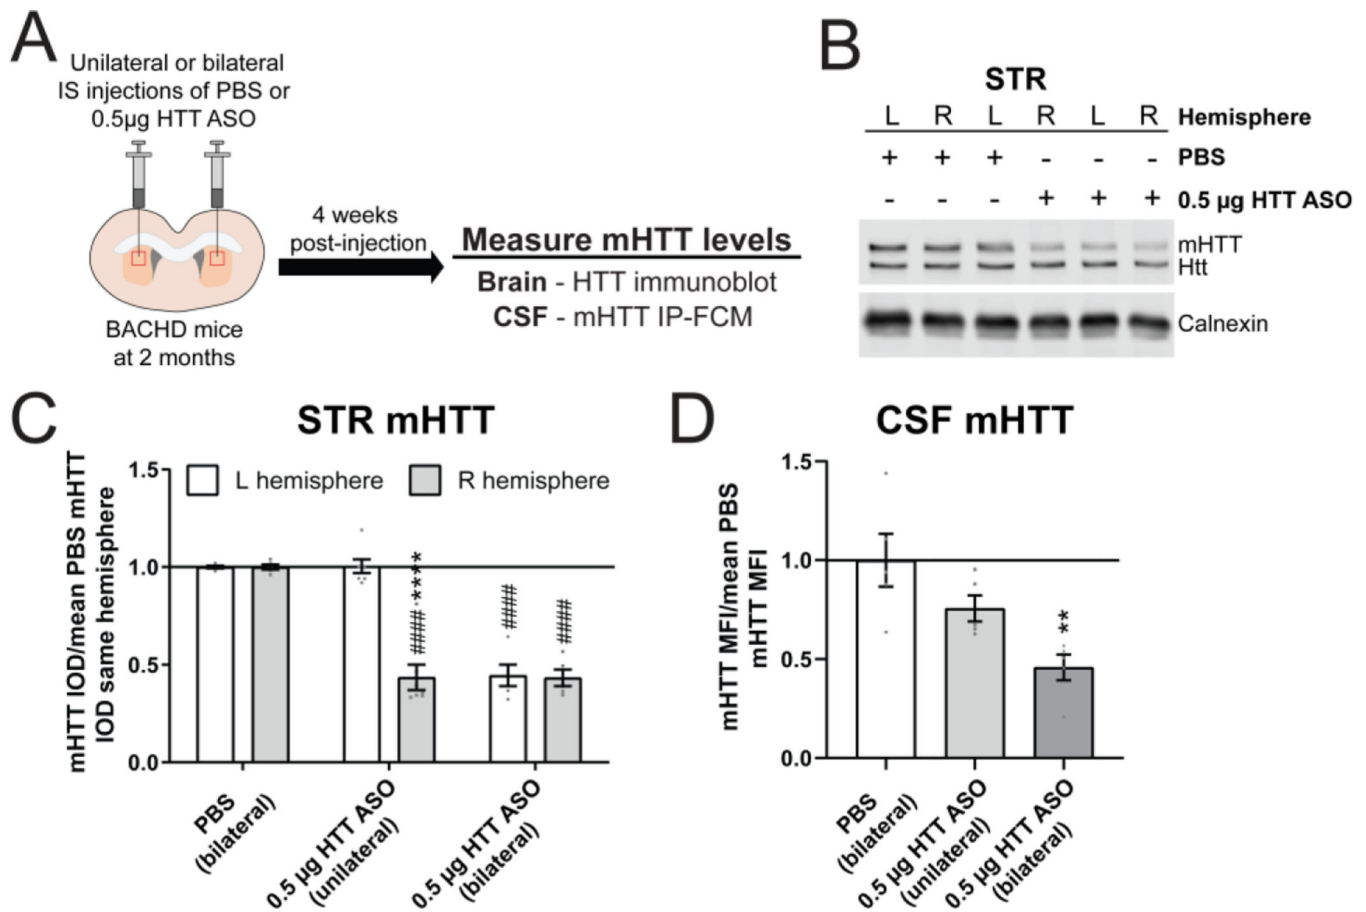 A
Unilateral or bilateral
IS injections of PBS or
0.5µg HTT ASO
BACHD mice
at 2 months
4 weeks
post-injection
Measure mHTT levels
Brain - HTT immunoblot
CSF - mHTT IP-FCM
B
STR
L R L R L R Hemisphere
+ + + - - - PBS
- - - + + + 0.5 µg HTT ASO
mHTT
Htt
Calnexin
C
STR mHTT
mHTT IOD/mean PBS mHTT
IOD same hemisphere
1.5
1.0
0.5
0.0
L hemisphere R hemisphere
####****
####
####
PBS
(bilateral)
0.5 µg HTT ASO
(unilateral)
0.5 µg HTT ASO
(bilateral)
D
CSF mHTT
mHTT MFI/mean PBS
mHTT MFI
1.5
1.0
0.5
0.0
**
PBS
(bilateral)
0.5 µg HTT ASO
(unilateral)
0.5 µg HTT ASO
(bilateral)